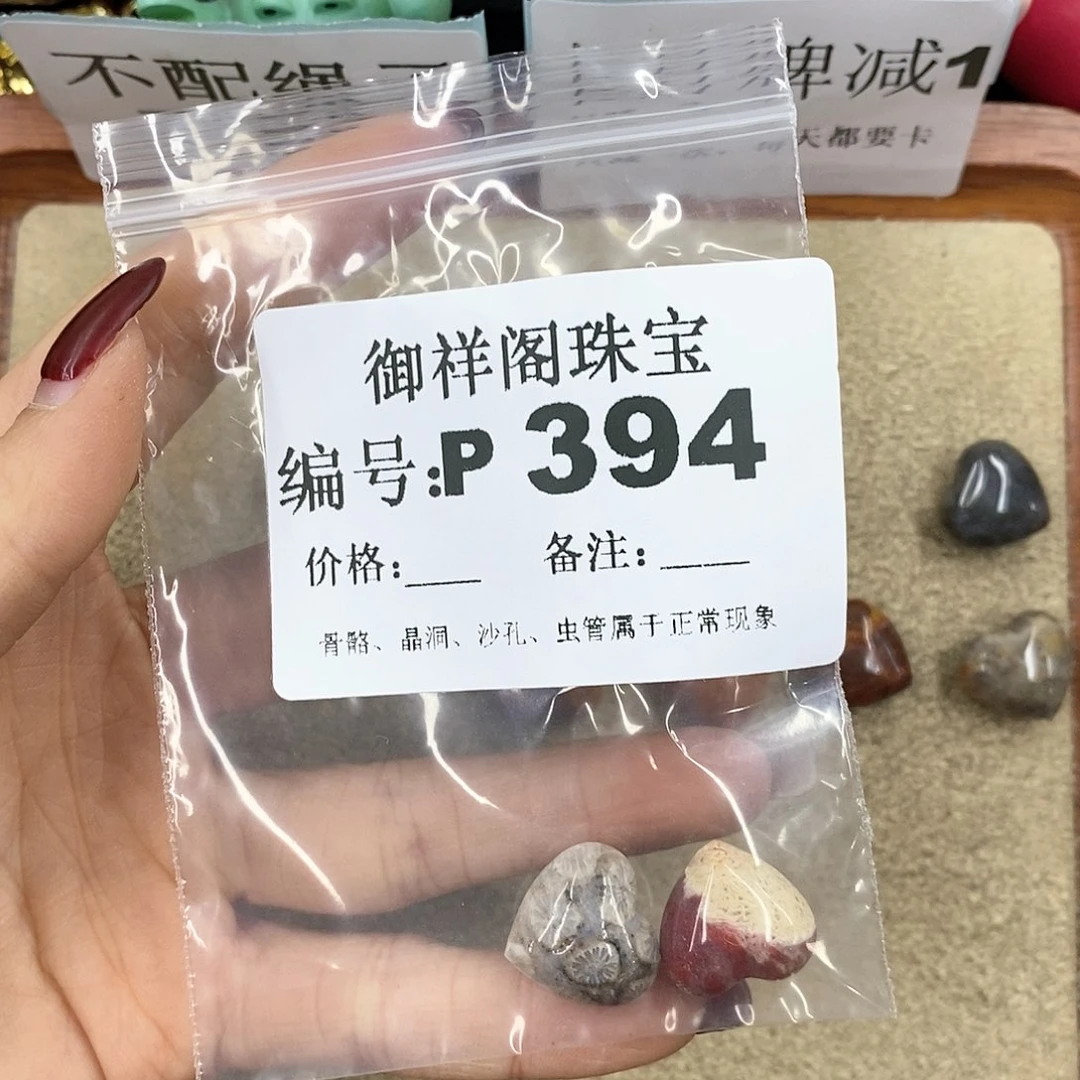 不配绳
牌减1
天都要卡
御祥阁珠宝
编号:P 394
价格:___ 备注:____
骨骼、晶洞、沙孔、虫管属于正常现象